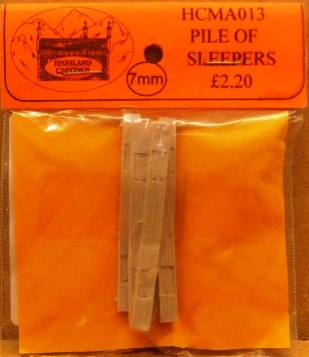 HCMA013
PILE OF
SLEEPERS
£2.20
HIGHLAND
CASTINGS
7mm